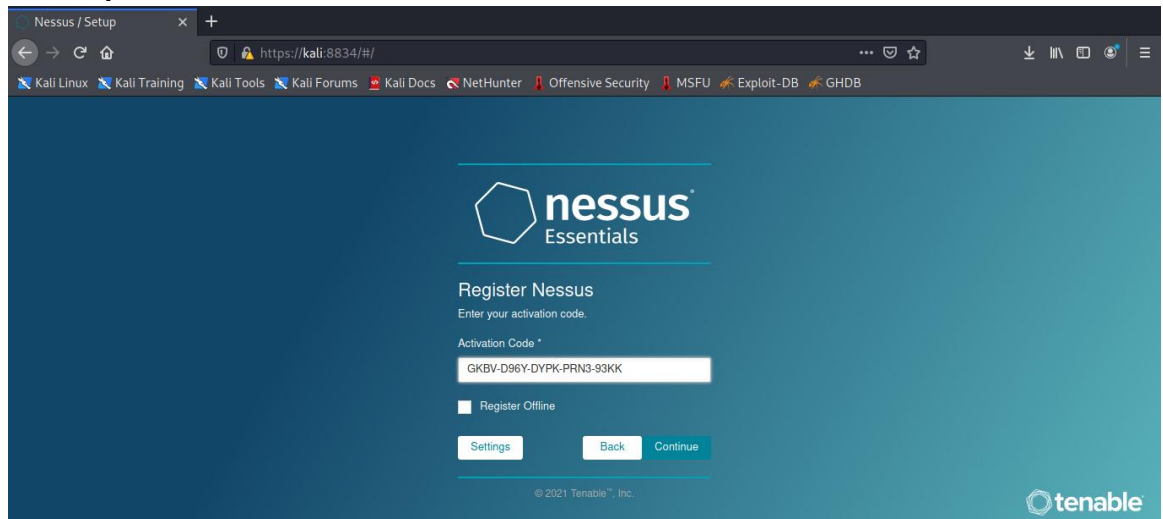 Nessus / Setup
https://kali:8834/#/
Kali Linux Kali Training Kali Tools Kali Forums Kali Docs NetHunter Offensive Security MSFU Exploit-DB GHDB
nessus
Essentials
Register Nessus
Enter your activation code.
Activation Code *
GKBV-D96Y-DYPK-PRN3-93KK
Register Offline
Settings Back Continue
© 2021 Tenable™, Inc.
tenable